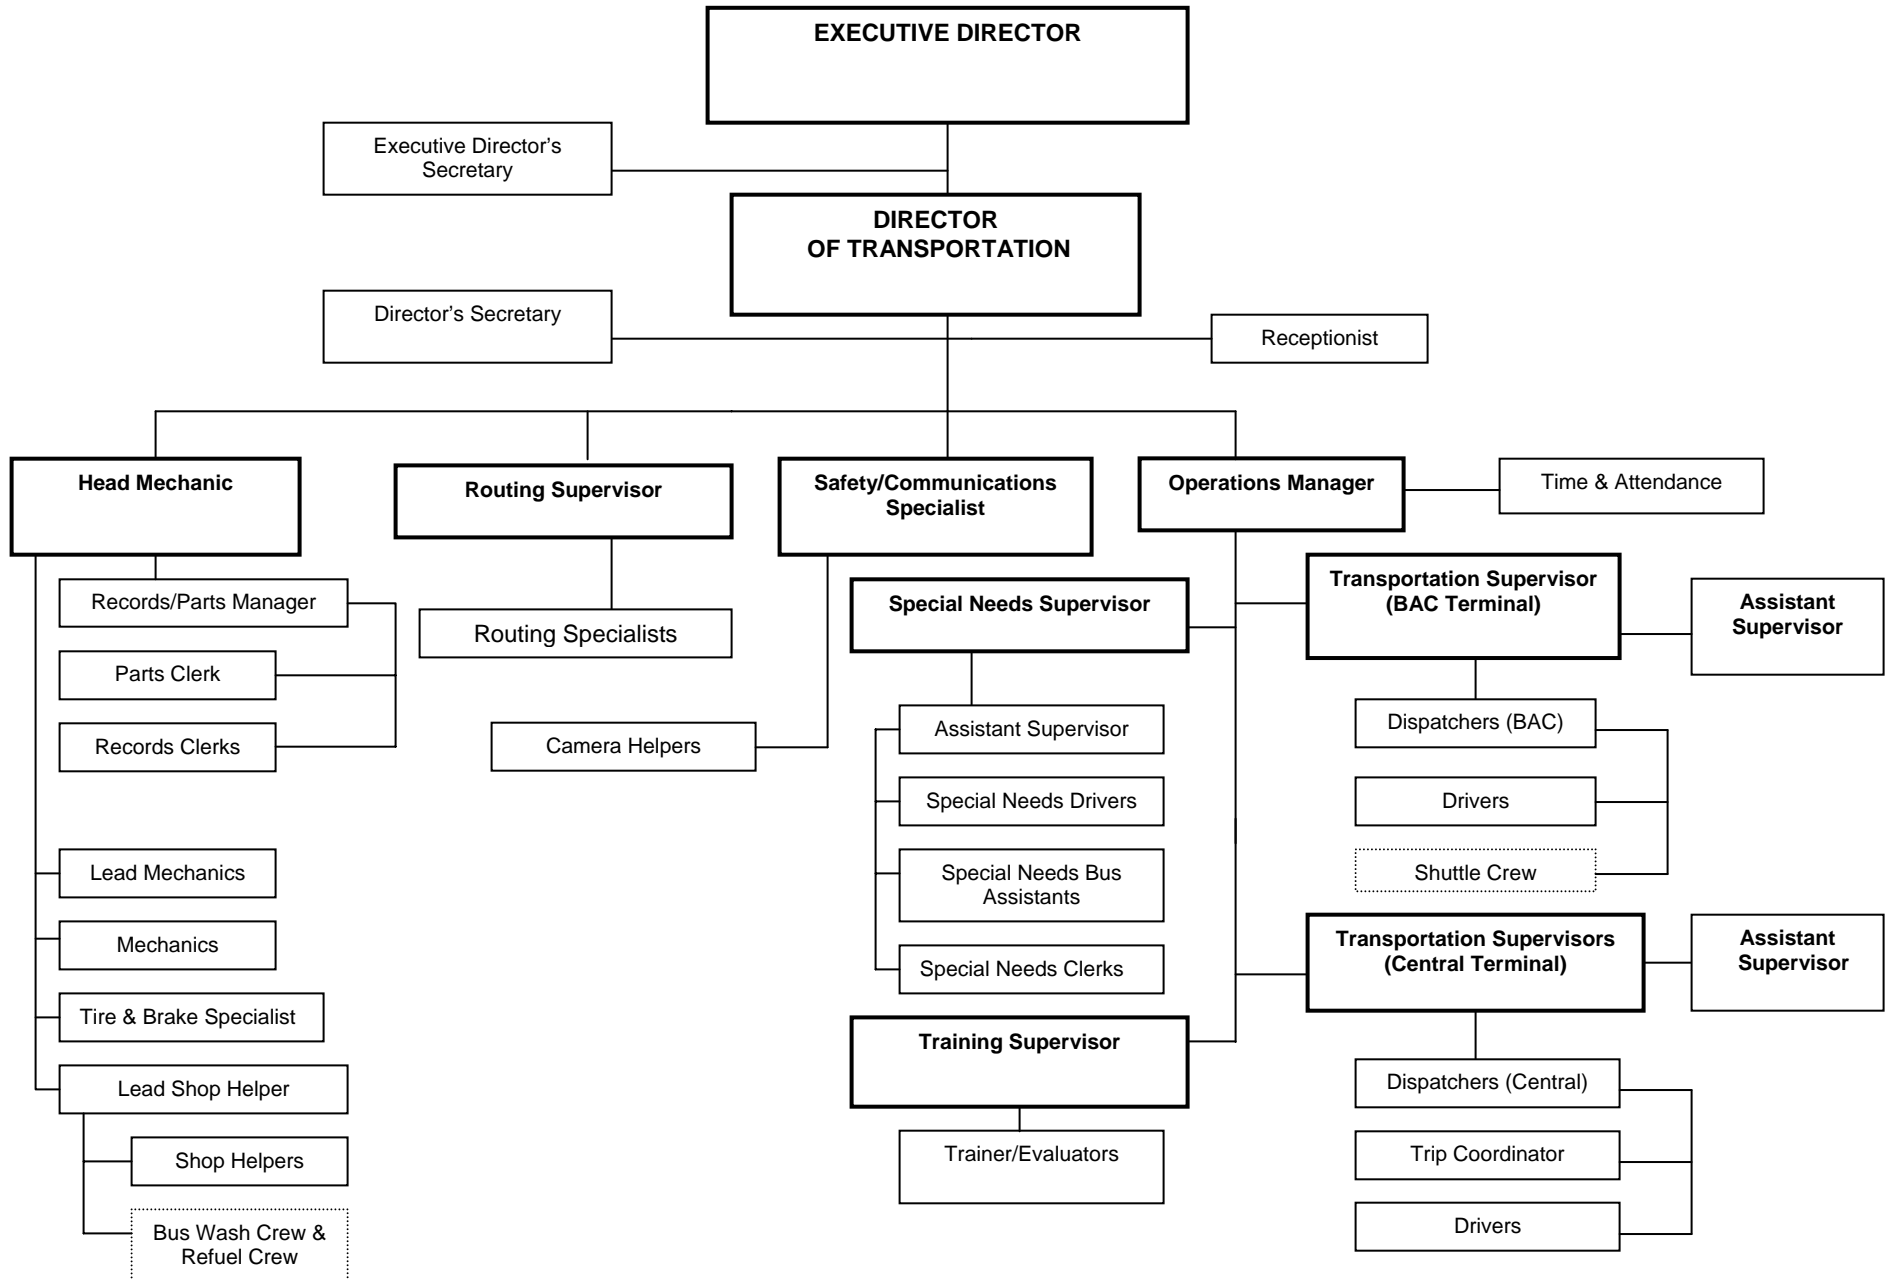 EXECUTIVE DIRECTOR
Executive Director’s
Secretary
DIRECTOR
OF TRANSPORTATION
Director’s Secretary
Receptionist
Head Mechanic
Routing Supervisor
Safety/Communications
Specialist
Operations Manager
Time & Attendance
Records/Parts Manager
Parts Clerk
Records Clerks
Lead Mechanics
Mechanics
Tire & Brake Specialist
Lead Shop Helper
Shop Helpers
Bus Wash Crew &
Refuel Crew
Routing Specialists
Camera Helpers
Special Needs Supervisor
Assistant Supervisor
Special Needs Drivers
Special Needs Bus
Assistants
Special Needs Clerks
Training Supervisor
Trainer/Evaluators
Transportation Supervisor
(BAC Terminal)
Assistant
Supervisor
Dispatchers (BAC)
Drivers
Shuttle Crew
Transportation Supervisors
(Central Terminal)
Assistant
Supervisor
Dispatchers (Central)
Trip Coordinator
Drivers